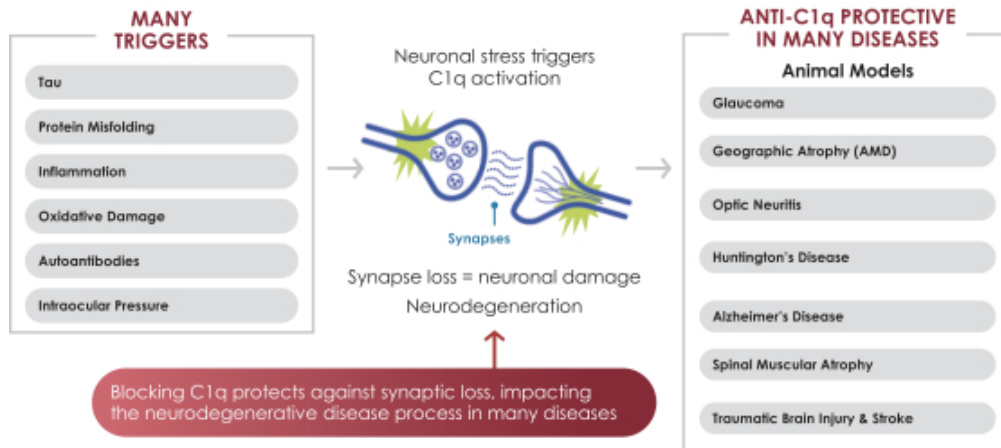 MANY
TRIGGERS
Tau
Protein Misfolding
Inflammation
Oxidative Damage
Autoantibodies
Intraocular Pressure
Neuronal stress triggers
C1q activation
Synapses
Synapse loss = neuronal damage
Neurodegeneration
Blocking C1q protects against synaptic loss, impacting
the neurodegenerative disease process in many diseases
ANTI-C1q PROTECTIVE
IN MANY DISEASES
Animal Models
Glaucoma
Geographic Atrophy (AMD)
Optic Neuritis
Huntington's Disease
Alzheimer's Disease
Spinal Muscular Atrophy
Traumatic Brain Injury & Stroke